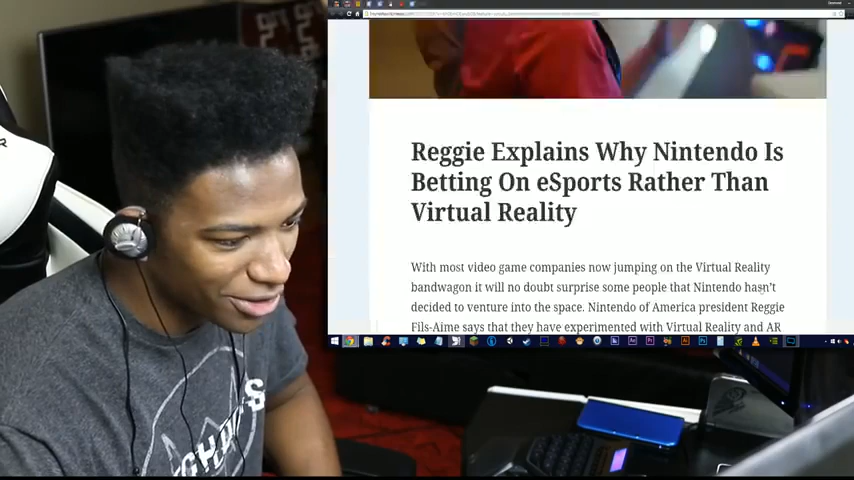 Reggie Explains Why Nintendo Is
Betting On eSports Rather Than
Virtual Reality
With most video game companies now jumping on the Virtual Reality
bandwagon it will no doubt surprise some people that Nintendo hasn't
decided to venture into the space. Nintendo of America president Reggie
Fils-Aime says that they have experimented with Virtual Reality and AR